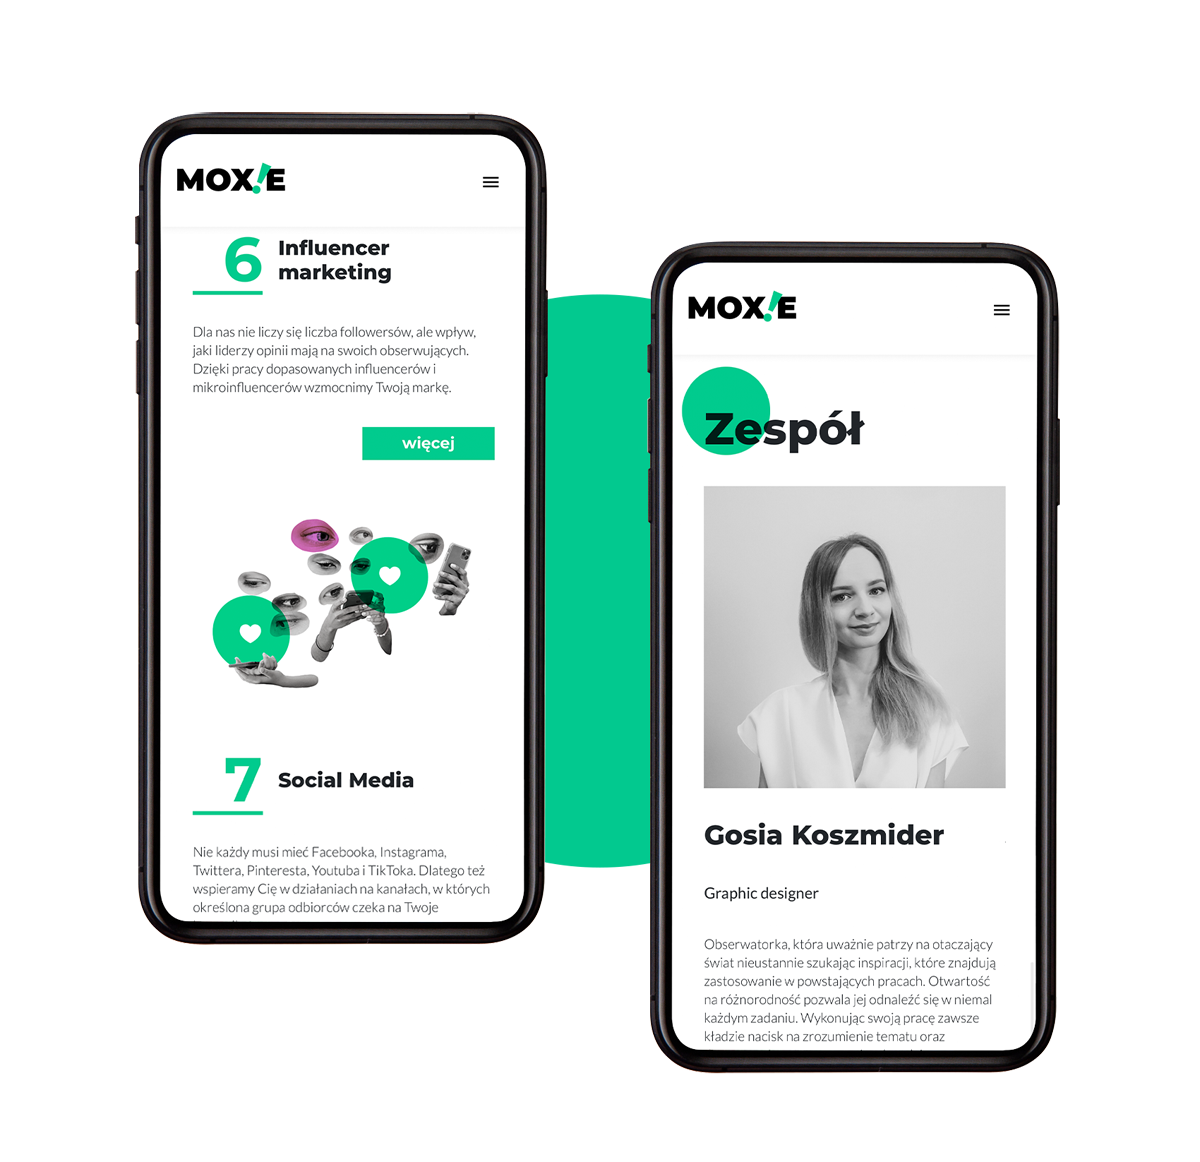 MOX!E
6
Influencer
marketing
Dla nas nie liczy się liczba followersów, ale wpływ,
jaki liderzy opinii mają na swoich obserwujących.
Dzięki pracy dopasowanych influencerów i
mikroinfluencerów wzmocnimy Twoją markę.
więcej
7
Social Media
Nie każdy musi mieć Facebooka, Instagrama,
Twittera, Pinteresta, Youtuba i TikToka. Dlatego też
wspieramy Cię w działaniach na kanałach, w których
określona grupa odbiorców czeka na Twoje
MOX!E
Zespół
Gosia Koszmider
Graphic designer
Obserwatorka, która uważnie patrzy na otaczający
świat nieustannie szukając inspiracji, które znajdują
zastosowanie w powstających pracach. Otwartość
na różnorodność pozwala jej odnaleźć się w niemal
każdym zadaniu. Wykonując swoją pracę zawsze
kładzie nacisk na zrozumienie tematu oraz